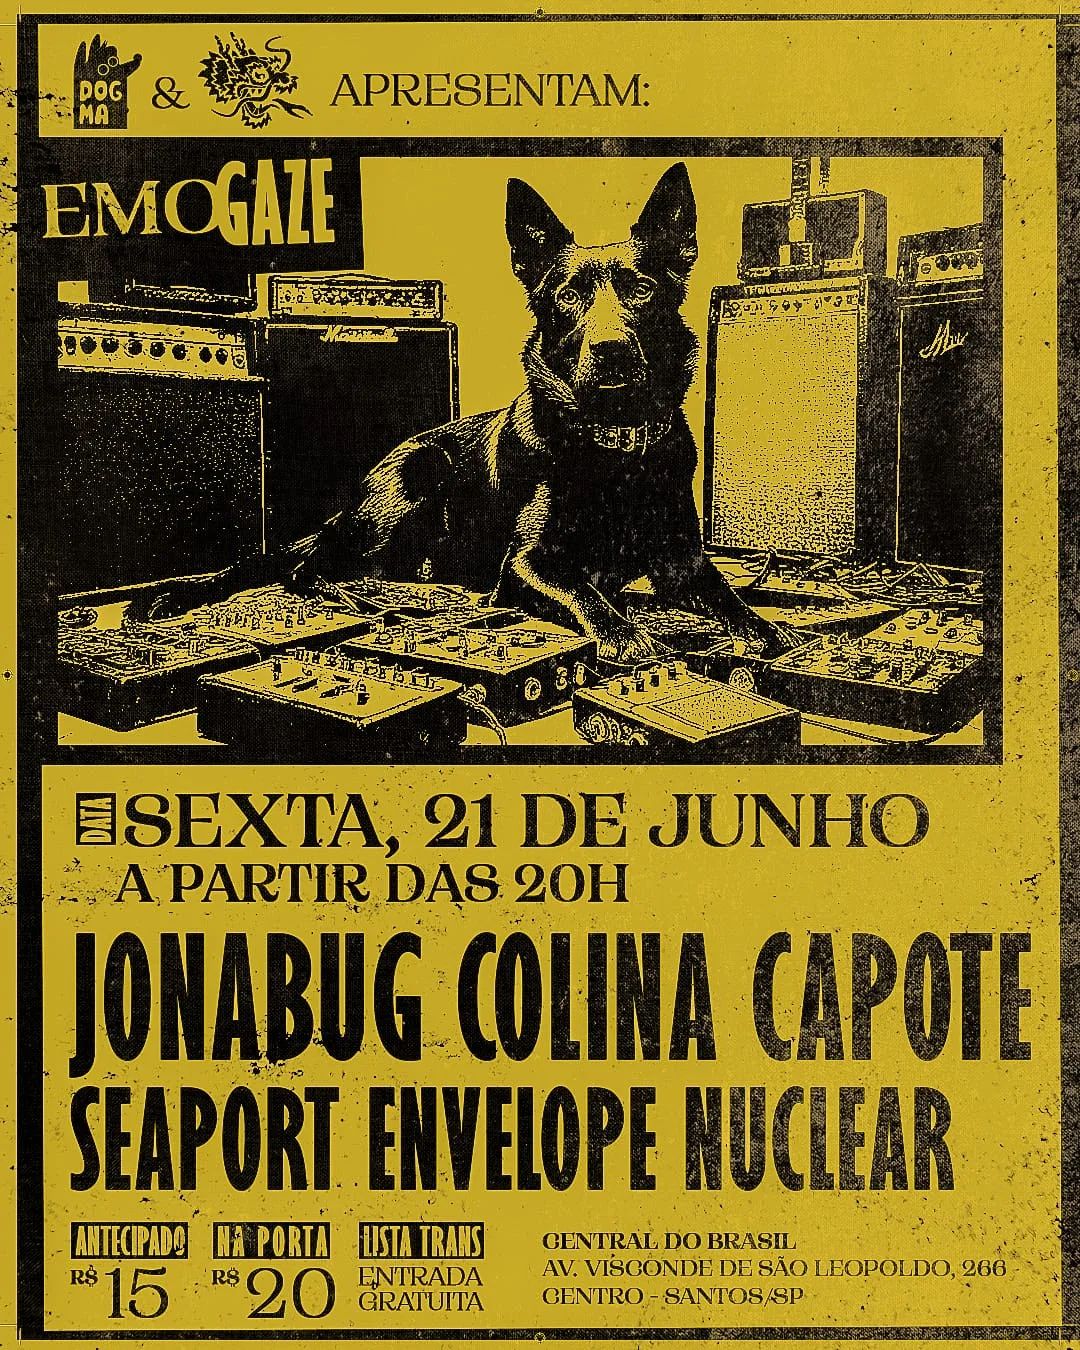 DOG
MA
& APRESENTAM:
EMOGAZE
DATA
SEXTA, 21 DE JUNHO
A PARTIR DAS 20H
JONABUG COLINA CAPOTE
SEAPORT ENVELOPE NUCLEAR
ANTECIPADO
R$ 15
NA PORTA
R$ 20
LISTA TRANS
ENTRADA
GRATUITA
CENTRAL DO BRASIL
AV. VISCONDE DE SÃO LEOPOLDO, 266
CENTRO - SANTOS/SP